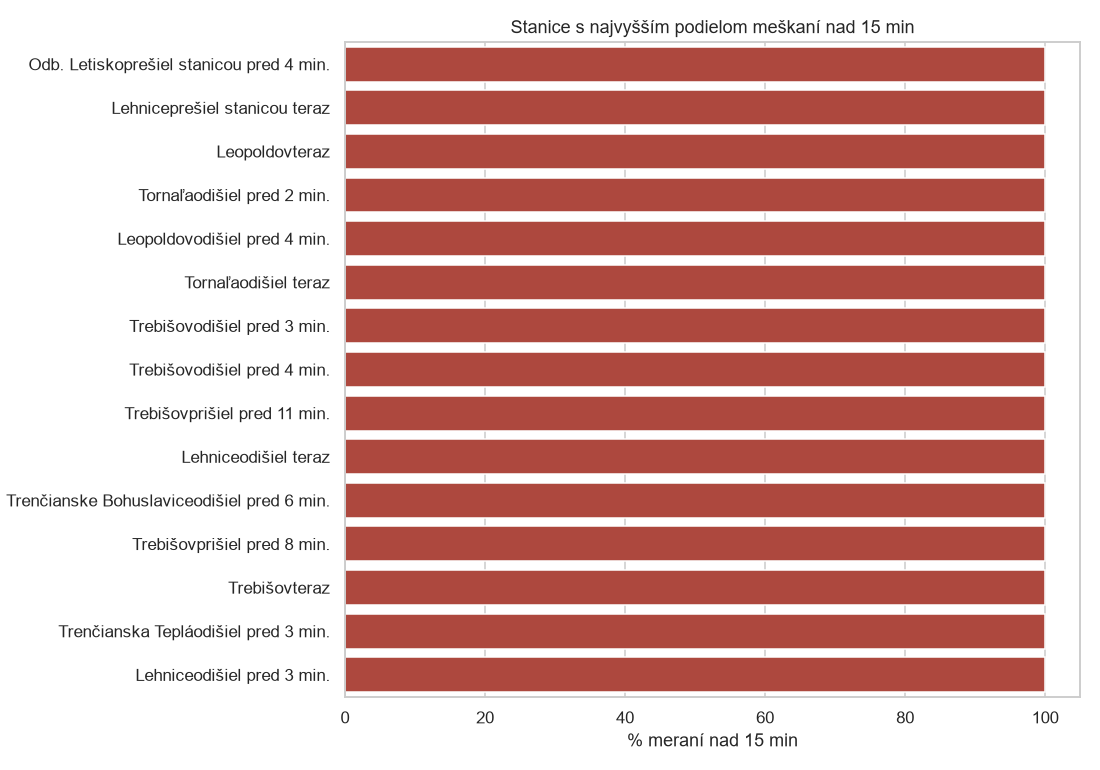 Stanice s najvyšším podielom meškaní nad 15 min
Odb. Letiskoprešiel stanicou pred 4 min.
Lehniceprešiel stanicou teraz
Leopoldovteraz
Tornaľaodišiel pred 2 min.
Leopoldovodišiel pred 4 min.
Tornaľaodišiel teraz
Trebišovodišiel pred 3 min.
Trebišovodišiel pred 4 min.
Trebišovprišiel pred 11 min.
Lehniceodišiel teraz
Trenčianske Bohuslaviceodišiel pred 6 min.
Trebišovprišiel pred 8 min.
Trebišovteraz
Trenčianska Tepláodišiel pred 3 min.
Lehniceodišiel pred 3 min.
0 20 40 60 80 100
% meraní nad 15 min